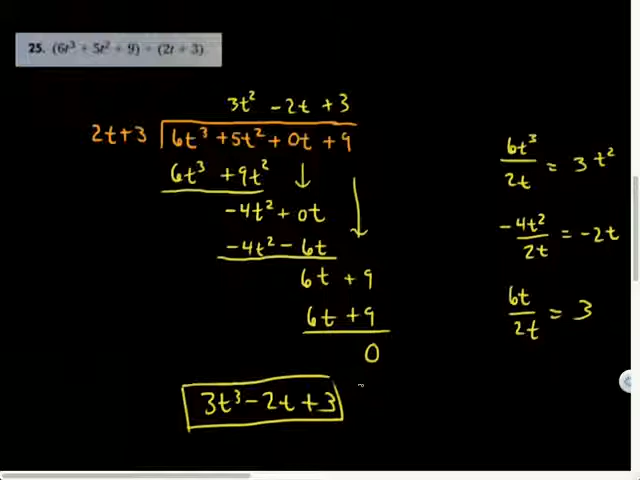 25. (6t³ + 5t² + 9) ÷ (2t + 3)
3t² - 2t + 3
2t+3 6t³ + 5t² + 0t + 9
6t³ + 9t²
-4t² + 0t
-4t² - 6t
6t + 9
6t + 9
0
3t³ - 2t + 3
6t³/2t = 3t²
-4t²/2t = -2t
6t/2t = 3